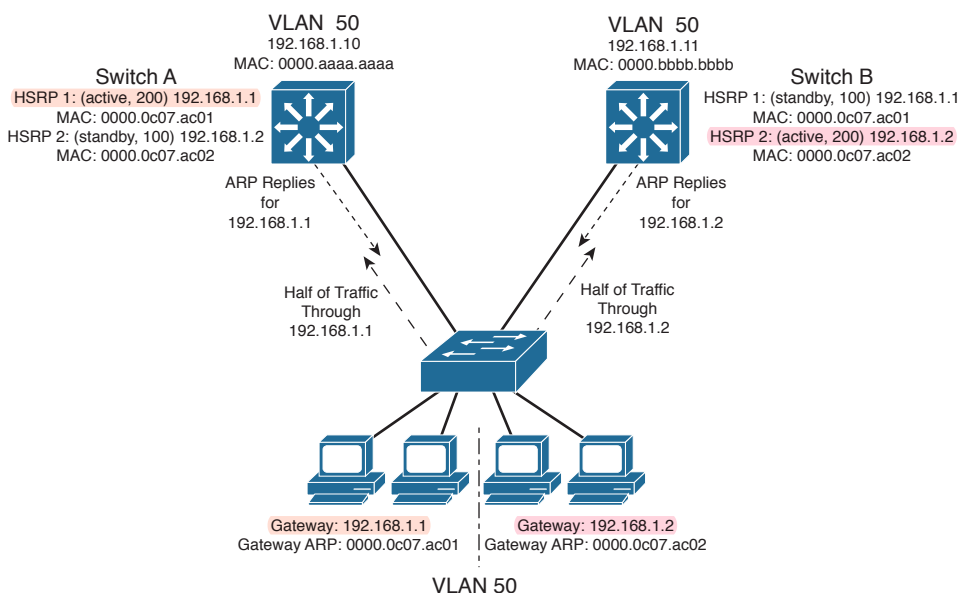 VLAN 50
192.168.1.10
MAC: 0000.aaaa.aaaa
VLAN 50
192.168.1.11
MAC: 0000.bbbb.bbbb
Switch A
HSRP 1: (active, 200) 192.168.1.1
MAC: 0000.0c07.ac01
HSRP 2: (standby, 100) 192.168.1.2
MAC: 0000.0c07.ac02
Switch B
HSRP 1: (standby, 100) 192.168.1.1
MAC: 0000.0c07.ac01
HSRP 2: (active, 200) 192.168.1.2
MAC: 0000.0c07.ac02
ARP Replies
for
192.168.1.1
ARP Replies
for
192.168.1.2
Half of Traffic
Through
192.168.1.1
Half of Traffic
Through
192.168.1.2
Gateway: 192.168.1.1
Gateway ARP: 0000.0c07.ac01
Gateway: 192.168.1.2
Gateway ARP: 0000.0c07.ac02
VLAN 50